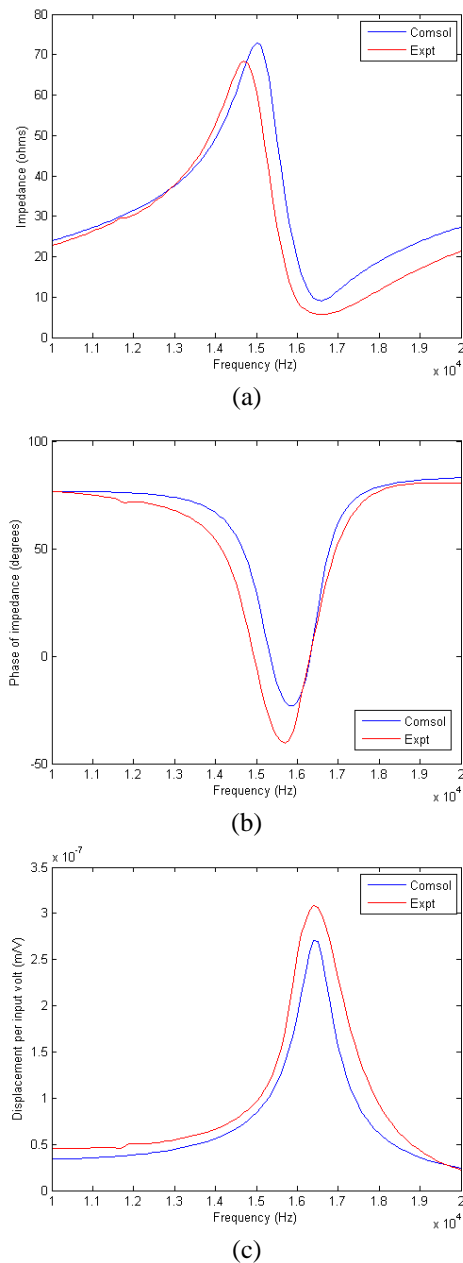 80
70
60
50
40
30
20
10
0
Impedance (ohms)
Comsol
Expt
1 1.1 1.2 1.3 1.4 1.5 1.6 1.7 1.8 1.9 2
Frequency (Hz)
x 10^4
(a)
100
50
0
-50
Phase of impedance (degrees)
Comsol
Expt
1 1.1 1.2 1.3 1.4 1.5 1.6 1.7 1.8 1.9 2
Frequency (Hz)
x 10^4
(b)
x 10^-7
3.5
3
2.5
2
1.5
1
0.5
0
Displacement per input volt (m/V)
Comsol
Expt
1 1.1 1.2 1.3 1.4 1.5 1.6 1.7 1.8 1.9 2
Frequency (Hz)
x 10^4
(c)